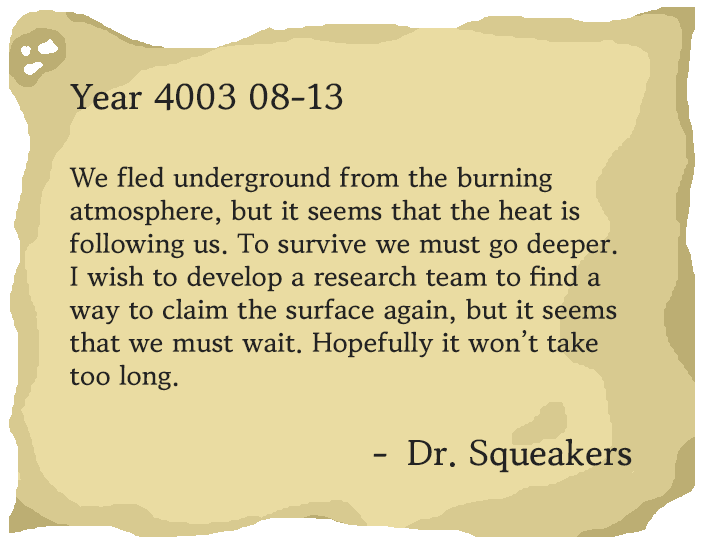 Year 4003 08-13
We fled underground from the burning
atmosphere, but it seems that the heat is
following us. To survive we must go deeper.
I wish to develop a research team to find a
way to claim the surface again, but it seems
that we must wait. Hopefully it won’t take
too long.
- Dr. Squeakers